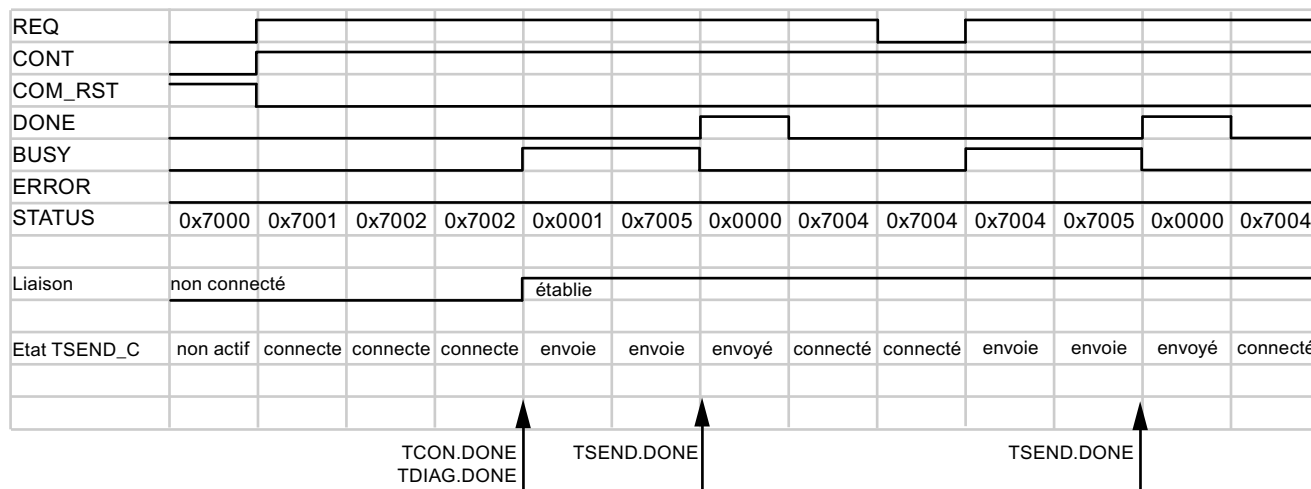 REQ
CONT
COM_RST
DONE
BUSY
ERROR
STATUS 0x7000 0x7001 0x7002 0x7002 0x0001 0x7005 0x0000 0x7004 0x7004 0x7004 0x7005 0x0000 0x7004
Liaison non connecté établie
Etat TSEND_C non actif connecte connecte connecte envoie envoie envoyé connecté connecté envoie envoie envoyé connecté
TCON.DONE TSEND.DONE TSEND.DONE
TDIAG.DONE